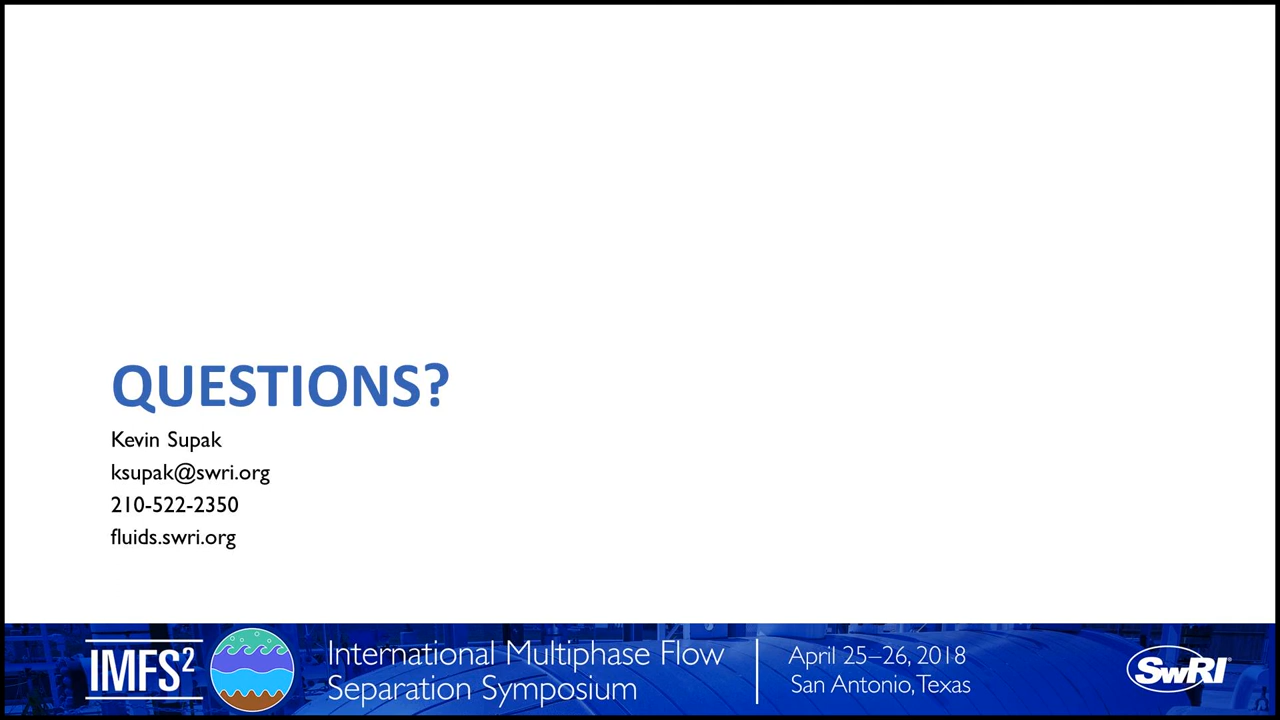 QUESTIONS?
Kevin Supak
ksupak@swri.org
210-522-2350
fluids.swri.org
IMFS²
International Multiphase Flow
Separation Symposium
April 25–26, 2018
San Antonio, Texas
SwRI®